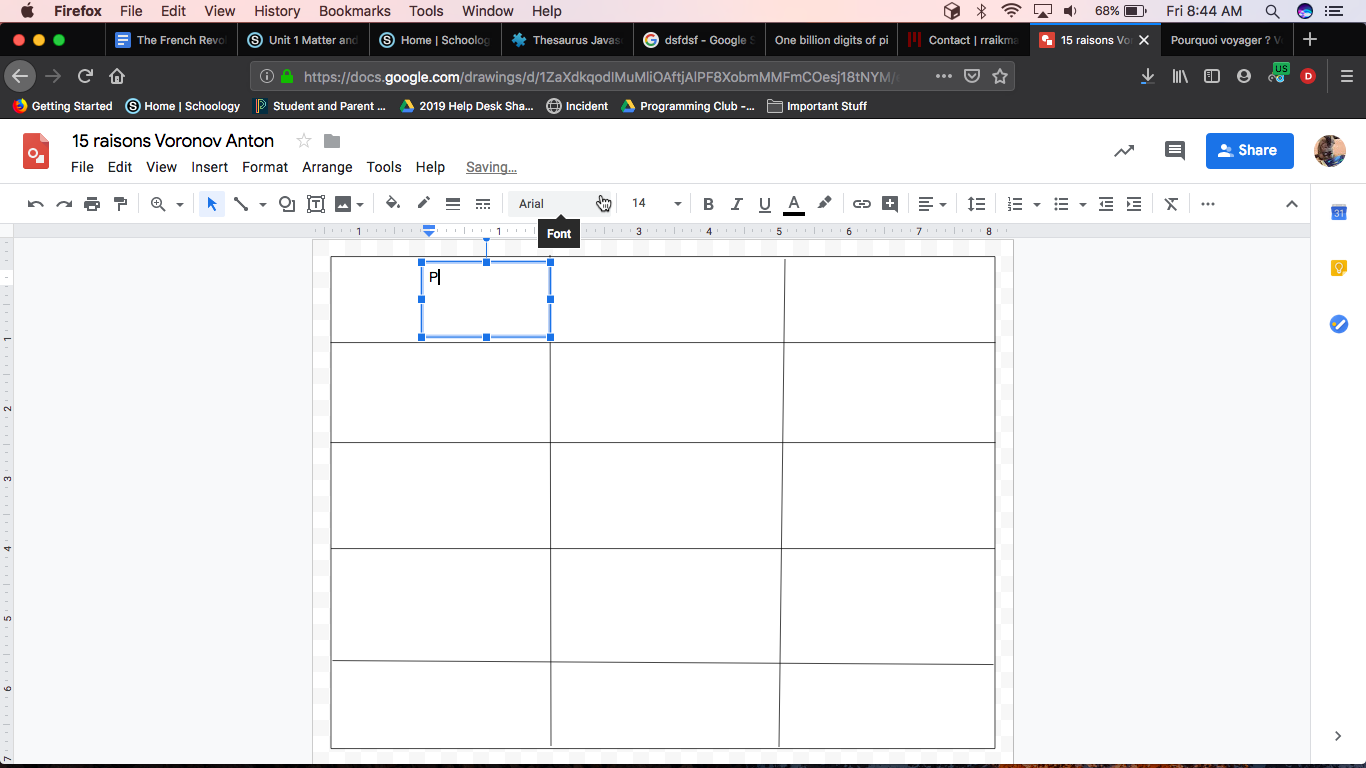 Firefox File Edit View History Bookmarks Tools Window Help 68% Fri 8:44 AM
The French Revo Unit 1 Matter and Home | Schoolog Thesaurus Javas dsfdsf - Google S One billion digits of pi Contact | rraikma 15 raisons Vo Pourquoi voyager ? V
https://docs.google.com/drawings/d/1ZaXdkqodIMuMliOAftjAlPF8XobmMMFmCOesj18tNYM/e US D
Getting Started Home | Schoology Student and Parent ... 2019 Help Desk Sha... Incident Programming Club -... Important Stuff
15 raisons Voronov Anton
Share
File Edit View Insert Format Arrange Tools Help Saving...
Arial 14 B I U A
31
Font
1 1 3 4 5 6 7 8
P
1
2
3
4
5
6
7